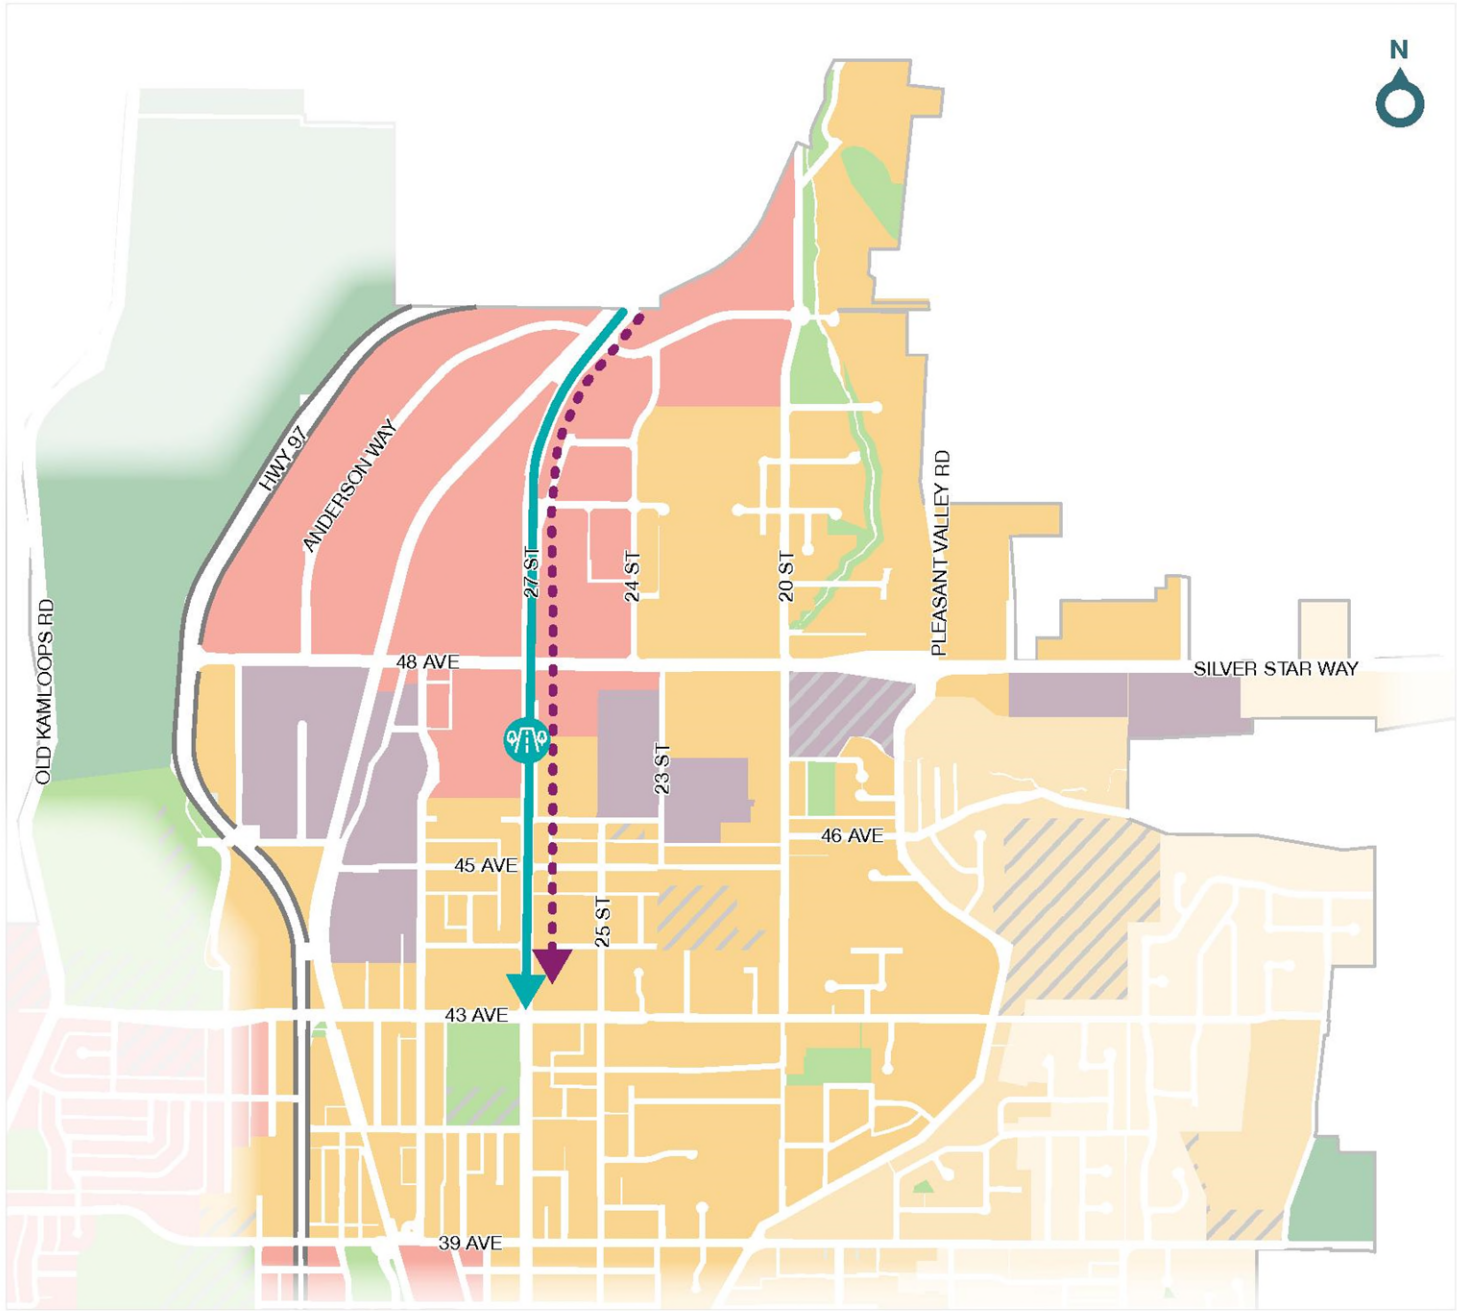 N
HWY 97
ANDERSON WAY
PLEASANT VALLEY RD
27 ST
24 ST
20 ST
OLD KAMLOOPS RD
48 AVE
SILVER STAR WAY
23 ST
46 AVE
45 AVE
25 ST
43 AVE
39 AVE